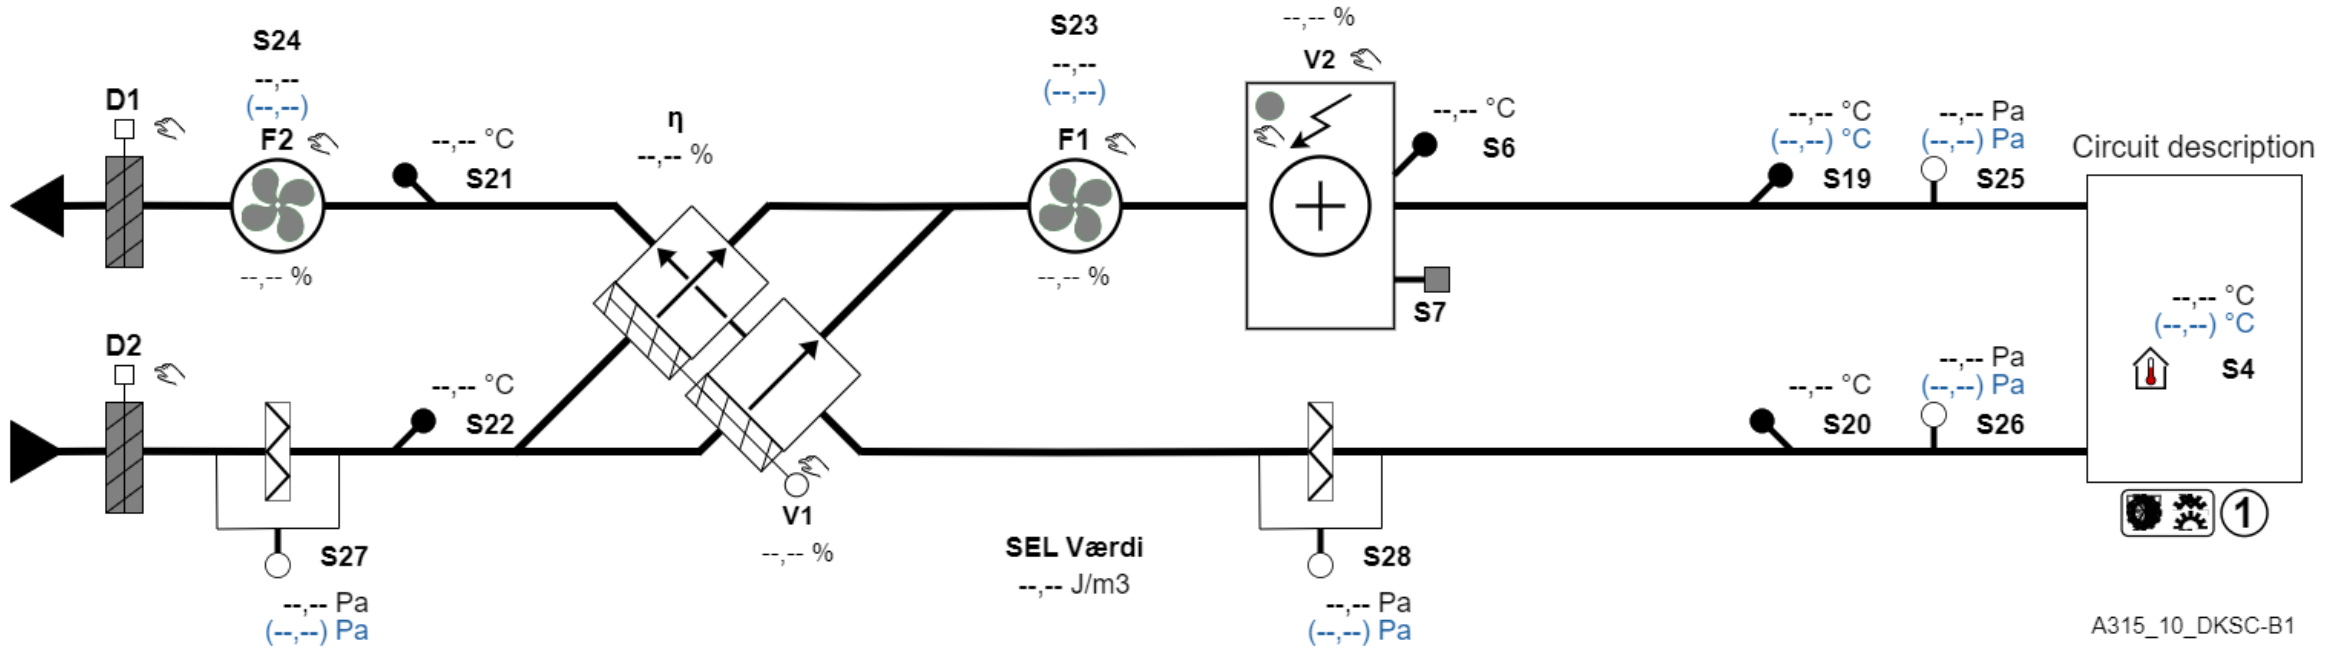 S24
--,--
(--,--)
F2
--,-- %
D1
--,-- °C
S21
η
--,-- %
S23
--,--
(--,--)
F1
--,-- %
--,-- %
V2
--,-- °C
S6
S7
--,-- °C
(--,--) °C
S19
--,-- Pa
(--,--) Pa
S25
Circuit description
--,-- °C
(--,--) °C
S4
D2
--,-- °C
S22
S27
--,-- Pa
(--,--) Pa
V1
--,-- %
SEL Værdi
--,-- J/m3
S28
--,-- Pa
(--,--) Pa
--,-- °C
S20
--,-- Pa
(--,--) Pa
S26
1
A315_10_DKSC-B1